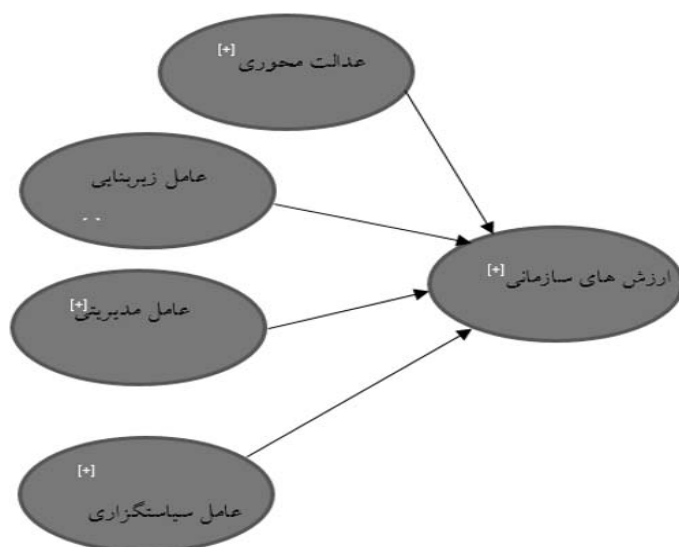 عدالت محوری [+]
عامل زیربنایی
ارزش های سازمانی [+]
عامل مدیریتی [+]
[+]
عامل سیاستگزاری